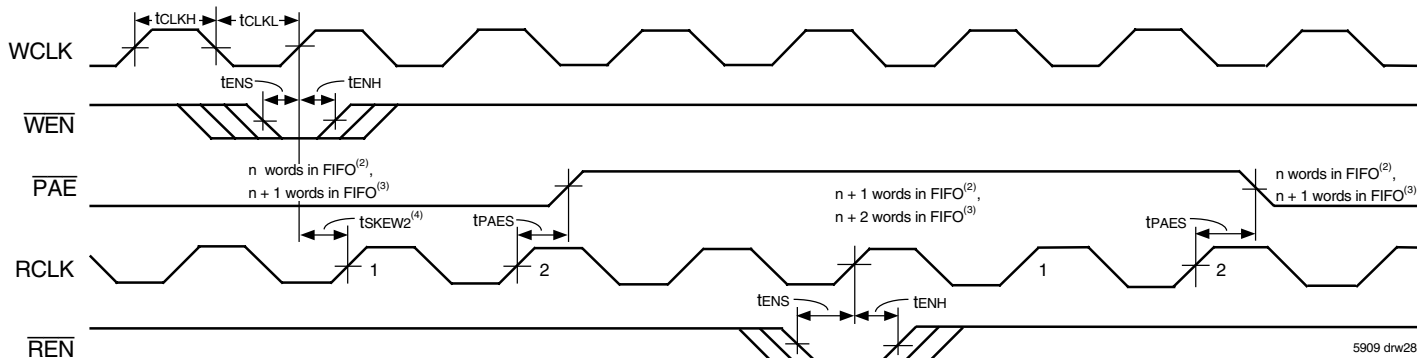 tCLKH tCLKL
WCLK
tENS tENH
WEN
n words in FIFO(2),
n + 1 words in FIFO(3)
n + 1 words in FIFO(2),
n + 2 words in FIFO(3)
n words in FIFO(2),
n + 1 words in FIFO(3)
PAE
tSKEW2(4) tPAES tPAES
RCLK 1 2 1 2
tENS tENH
REN
5909 drw28